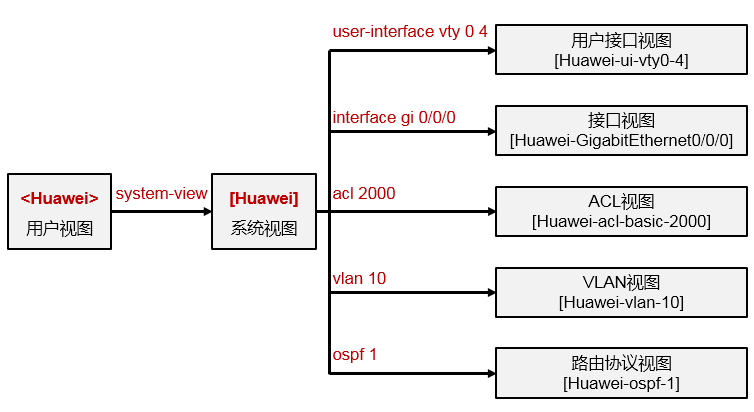 <Huawei>
用户视图
system-view
[Huawei]
系统视图
user-interface vty 0 4
用户接口视图
[Huawei-ui-vty0-4]
interface gi 0/0/0
接口视图
[Huawei-GigabitEthernet0/0/0]
acl 2000
ACL视图
[Huawei-acl-basic-2000]
vlan 10
VLAN视图
[Huawei-vlan-10]
ospf 1
路由协议视图
[Huawei-ospf-1]